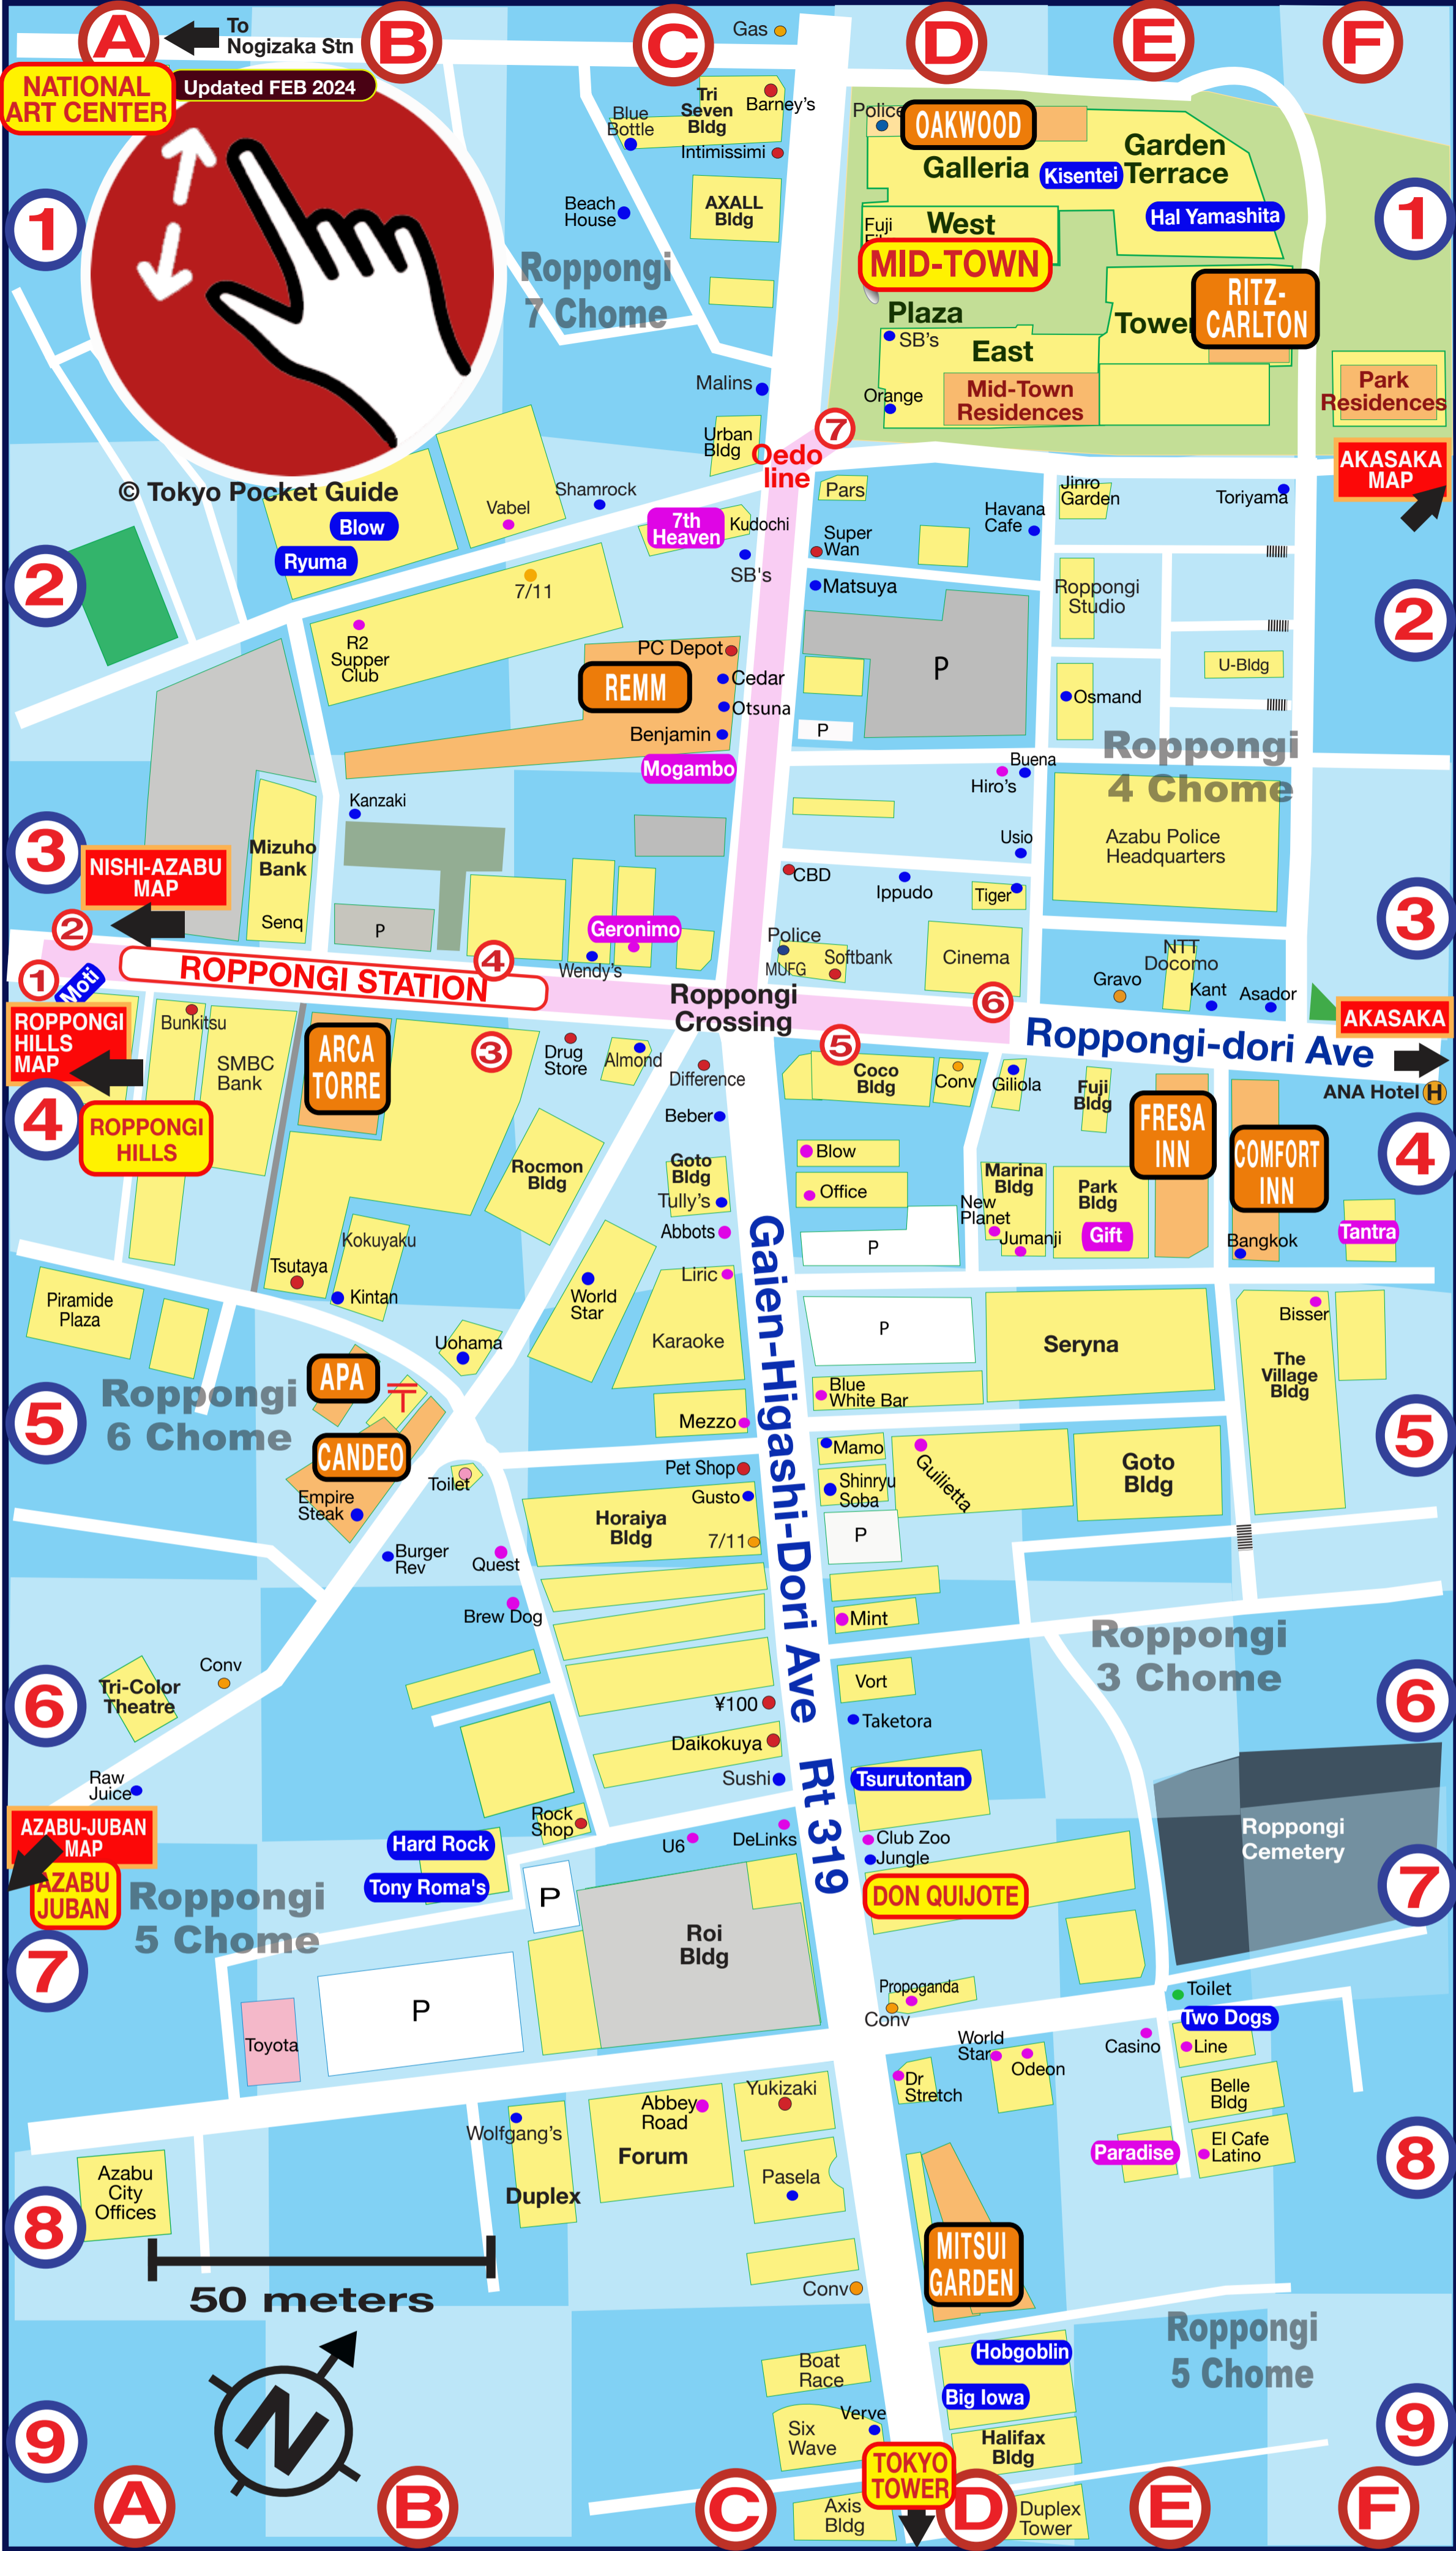 A
B
C
D
E
F
To
Nogizaka Stn
Gas
NATIONAL
ART CENTER
Updated FEB 2024
Tri
Seven
Bldg
Barney's
Blue
Bottle
Intimissimi
Police
OAKWOOD
Galleria
Kisentei
Garden
Terrace
1
Beach
House
AXALL
Bldg
Fuji
West
Hal Yamashita
1
MID-TOWN
Roppongi
7 Chome
Plaza
SB's
East
Tower
RITZ-
CARLTON
Malins
Orange
Mid-Town
Residences
Park
Residences
Urban
Bldg
Oedo
line
7
AKASAKA
MAP
© Tokyo Pocket Guide
Blow
Ryuma
Vabel
Shamrock
7th
Heaven
Kudochi
SB's
Pars
Super
Wan
Havana
Cafe
Jinro
Garden
Toriyama
2
7/11
Matsuya
Roppongi
Studio
2
R2
Supper
Club
PC Depot
REMM
Cedar
Otsuna
Benjamin
Mogambo
P
P
U-Bldg
Osmand
Roppongi
4 Chome
Buena
Hiro's
Kanzaki
3
Mizuho
Bank
Senq
NISHI-AZABU
MAP
2
P
Geronimo
Wendy's
4
Usio
CBD
Ippudo
Tiger
Azabu Police
Headquarters
3
Police
MUFG
Softbank
Cinema
NTT
Docomo
Gravo
Kant
Asador
1
Moti
ROPPONGI STATION
Roppongi
Crossing
6
5
Roppongi-dori Ave
AKASAKA
ANA Hotel H
ROPPONGI
HILLS
MAP
Bunkitsu
SMBC
Bank
ARCA
TORRE
3
Drug
Store
Almond
Difference
Coco
Bldg
Conv
Giliola
Fuji
Bldg
FRESA
INN
COMFORT
INN
4
ROPPONGI
HILLS
Beber
Rocmon
Bldg
Goto
Bldg
Tully's
Abbots
Liric
Blow
Office
P
Marina
Bldg
New
Planet
Jumanji
Park
Bldg
Gift
Bangkok
Tantra
4
Kokuyaku
Tsutaya
Kintan
Piramide
Plaza
World
Star
Karaoke
Uohama
P
Seryna
Bisser
The
Village
Bldg
APA
〒
Roppongi
6 Chome
5
CANDEO
Mezzo
Blue
White Bar
5
Toilet
Empire
Steak
Pet Shop
Gusto
Horaiya
Bldg
7/11
Mamo
Shinryu
Soba
Guilietta
Goto
Bldg
P
Burger
Rev
Quest
Brew Dog
Gaien-Higashi-Dori Ave Rt 319
Mint
Roppongi
3 Chome
6
Tri-Color
Theatre
Conv
Vort
6
¥100
Taketora
Daikokuya
Sushi
Tsurutontan
Raw
Juice
Rock
Shop
AZABU-JUBAN
MAP
AZABU
JUBAN
Hard Rock
Tony Roma's
U6
DeLinks
Club Zoo
Jungle
DON QUIJOTE
Roppongi
Cemetery
7
Roppongi
5 Chome
7
P
P
Roi
Bldg
Toyota
Propoganda
Conv
Toilet
Two Dogs
Casino
Line
World
Star
Odeon
Dr
Stretch
Belle
Bldg
Wolfgang's
Abbey
Road
Yukizaki
Forum
Duplex
Pasela
Paradise
El Cafe
Latino
8
Azabu
City
Offices
8
50 meters
MITSUI
GARDEN
Conv
Roppongi
5 Chome
N
Boat
Race
Hobgoblin
Big Iowa
Verve
Six
Wave
Halifax
Bldg
9
9
TOKYO
TOWER
Axis
Bldg
Duplex
Tower
A
B
C
D
E
F